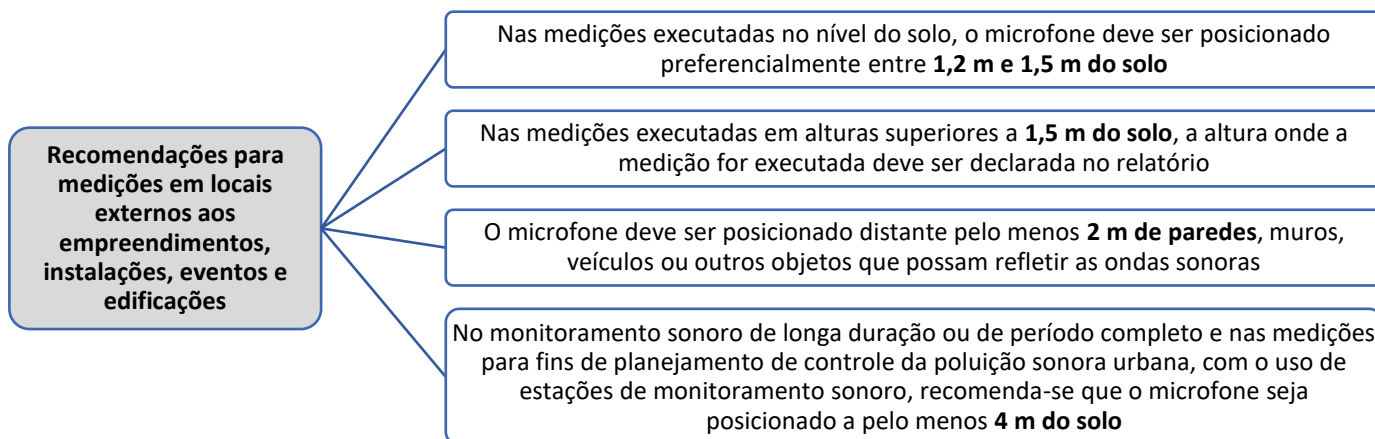 Recomendações para
medições em locais
externos aos
empreendimentos,
instalações, eventos e
edificações
Nas medições executadas no nível do solo, o microfone deve ser posicionado
preferencialmente entre 1,2 m e 1,5 m do solo
Nas medições executadas em alturas superiores a 1,5 m do solo, a altura onde a
medição for executada deve ser declarada no relatório
O microfone deve ser posicionado distante pelo menos 2 m de paredes, muros,
veículos ou outros objetos que possam refletir as ondas sonoras
No monitoramento sonoro de longa duração ou de período completo e nas medições
para fins de planejamento de controle da poluição sonora urbana, com o uso de
estações de monitoramento sonoro, recomenda-se que o microfone seja
posicionado a pelo menos 4 m do solo